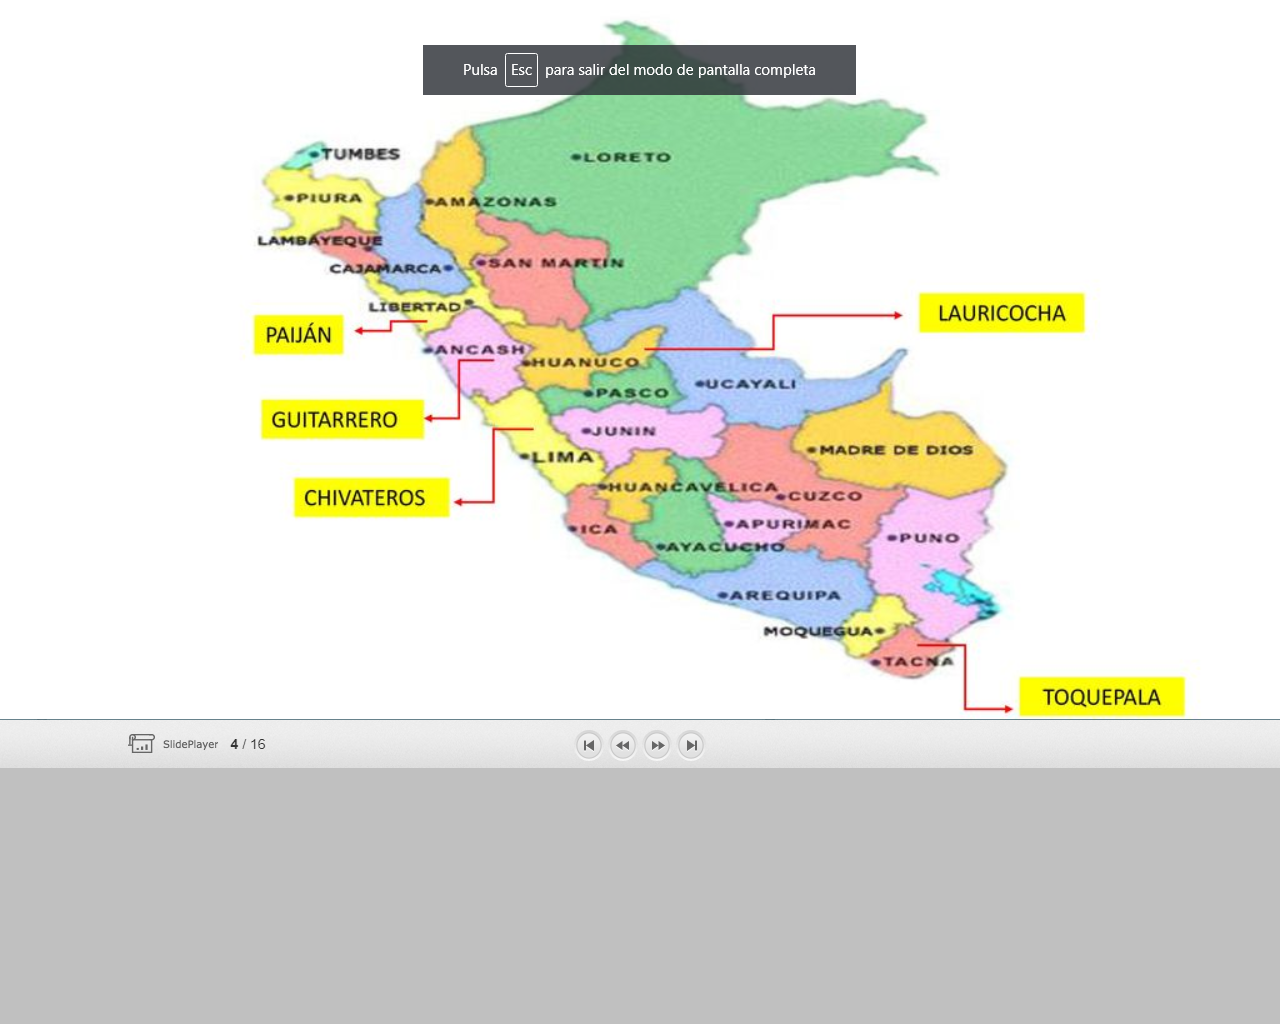 Pulsa Esc para salir del modo de pantalla completa
TUMBES
LORETO
PIURA
AMAZONAS
LAMBAYEQUE
CAJAMARCA
SAN MARTIN
LIBERTAD
LAURICOCHA
PAIJÁN
ANCASH
HUANUCO
UCAYALI
PASCO
GUITARRERO
JUNIN
MADRE DE DIOS
LIMA
HUANCAVELICA
CUZCO
CHIVATEROS
ICA
APURIMAC
PUNO
AYACUCHO
AREQUIPA
MOQUEGUA
TACNA
TOQUEPALA
SlidePlayer 4 / 16